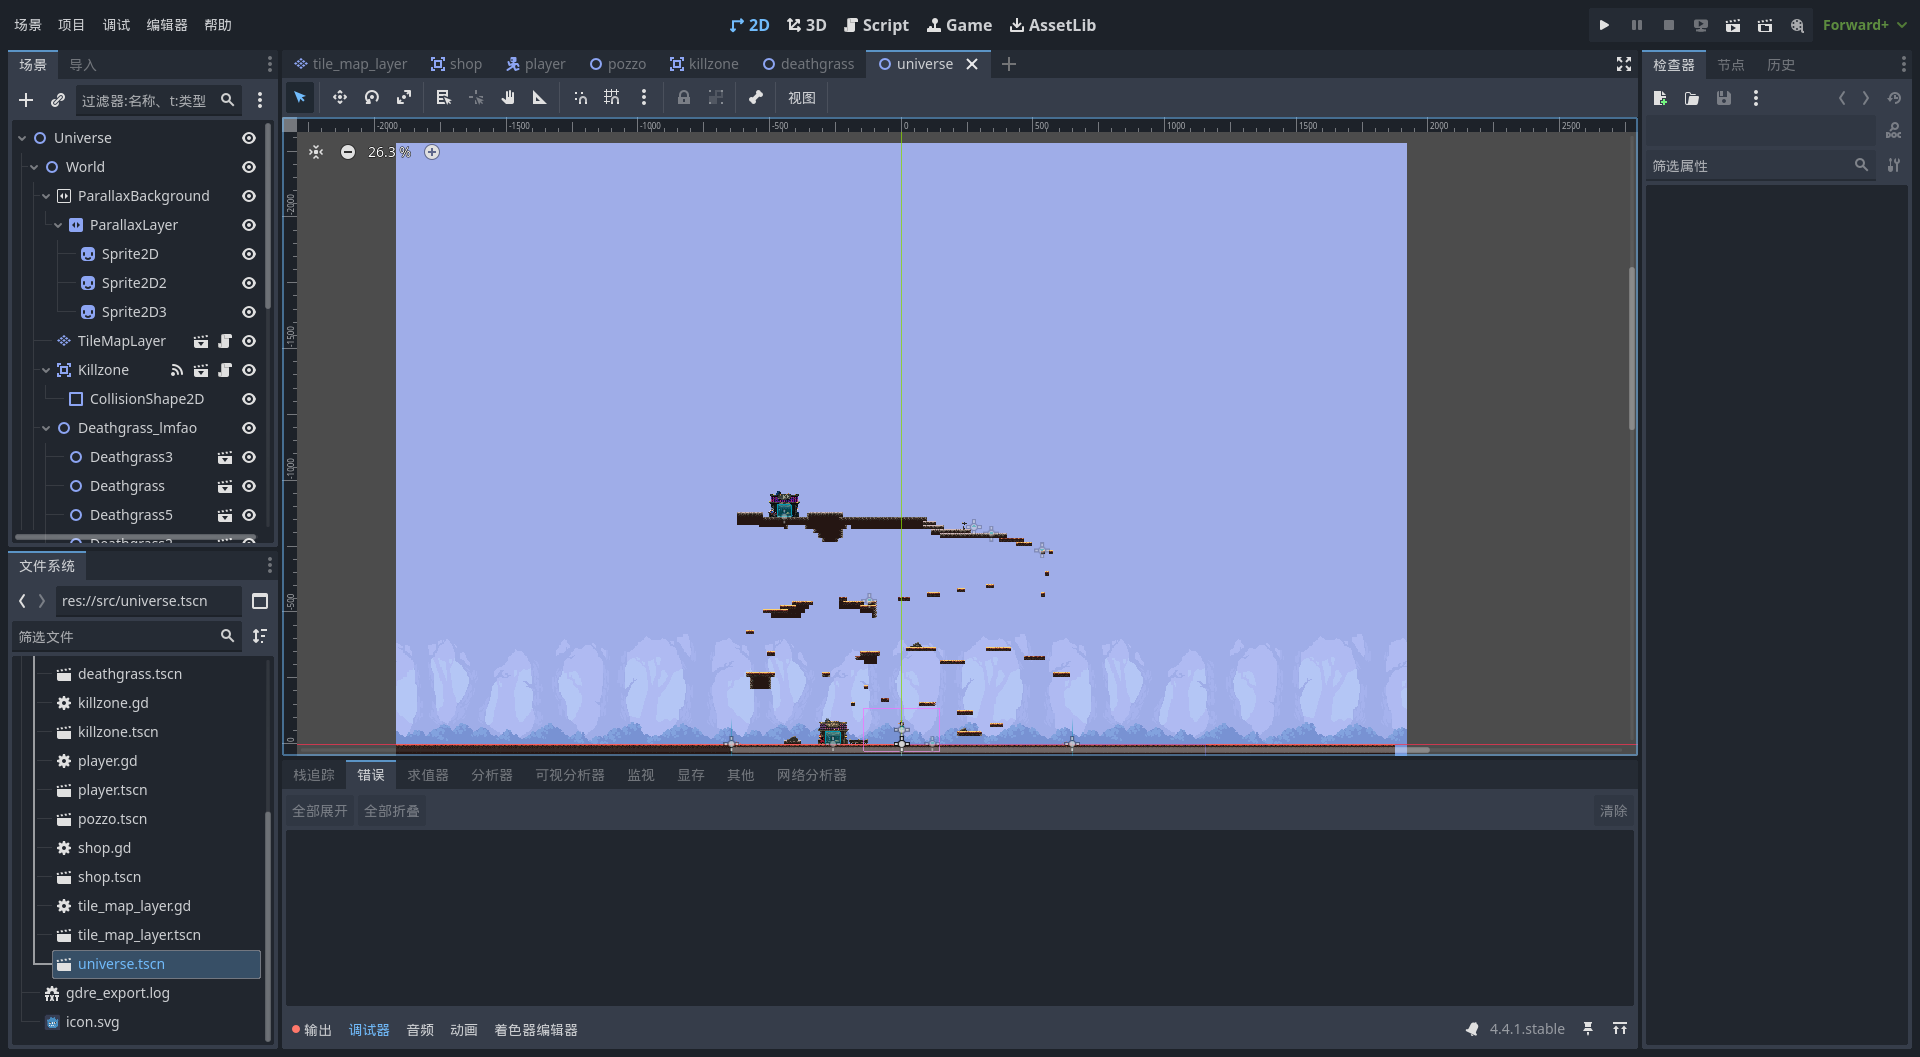 场景 项目 调试 编辑器 帮助
2D 3D Script Game AssetLib
Forward+
场景 导入
过滤器:名称、t:类型
Universe
World
ParallaxBackground
ParallaxLayer
Sprite2D
Sprite2D2
Sprite2D3
TileMapLayer
Killzone
CollisionShape2D
Deathgrass_lmfao
Deathgrass3
Deathgrass
Deathgrass5
文件系统
res://src/universe.tscn
筛选文件
deathgrass.tscn
killzone.gd
killzone.tscn
player.gd
player.tscn
pozzo.tscn
shop.gd
shop.tscn
tile_map_layer.gd
tile_map_layer.tscn
universe.tscn
gdre_export.log
icon.svg
tile_map_layer shop player pozzo killzone deathgrass universe
视图
-2000 -1500 -1000 -500 0 500 1000 1500 2000 2500
26.3 %
-2000
-1500
-1000
-500
0
栈追踪 错误 求值器 分析器 可视分析器 监视 显存 其他 网络分析器
全部展开 全部折叠 清除
输出 调试器 音频 动画 着色器编辑器 4.4.1.stable
检查器 节点 历史
筛选属性